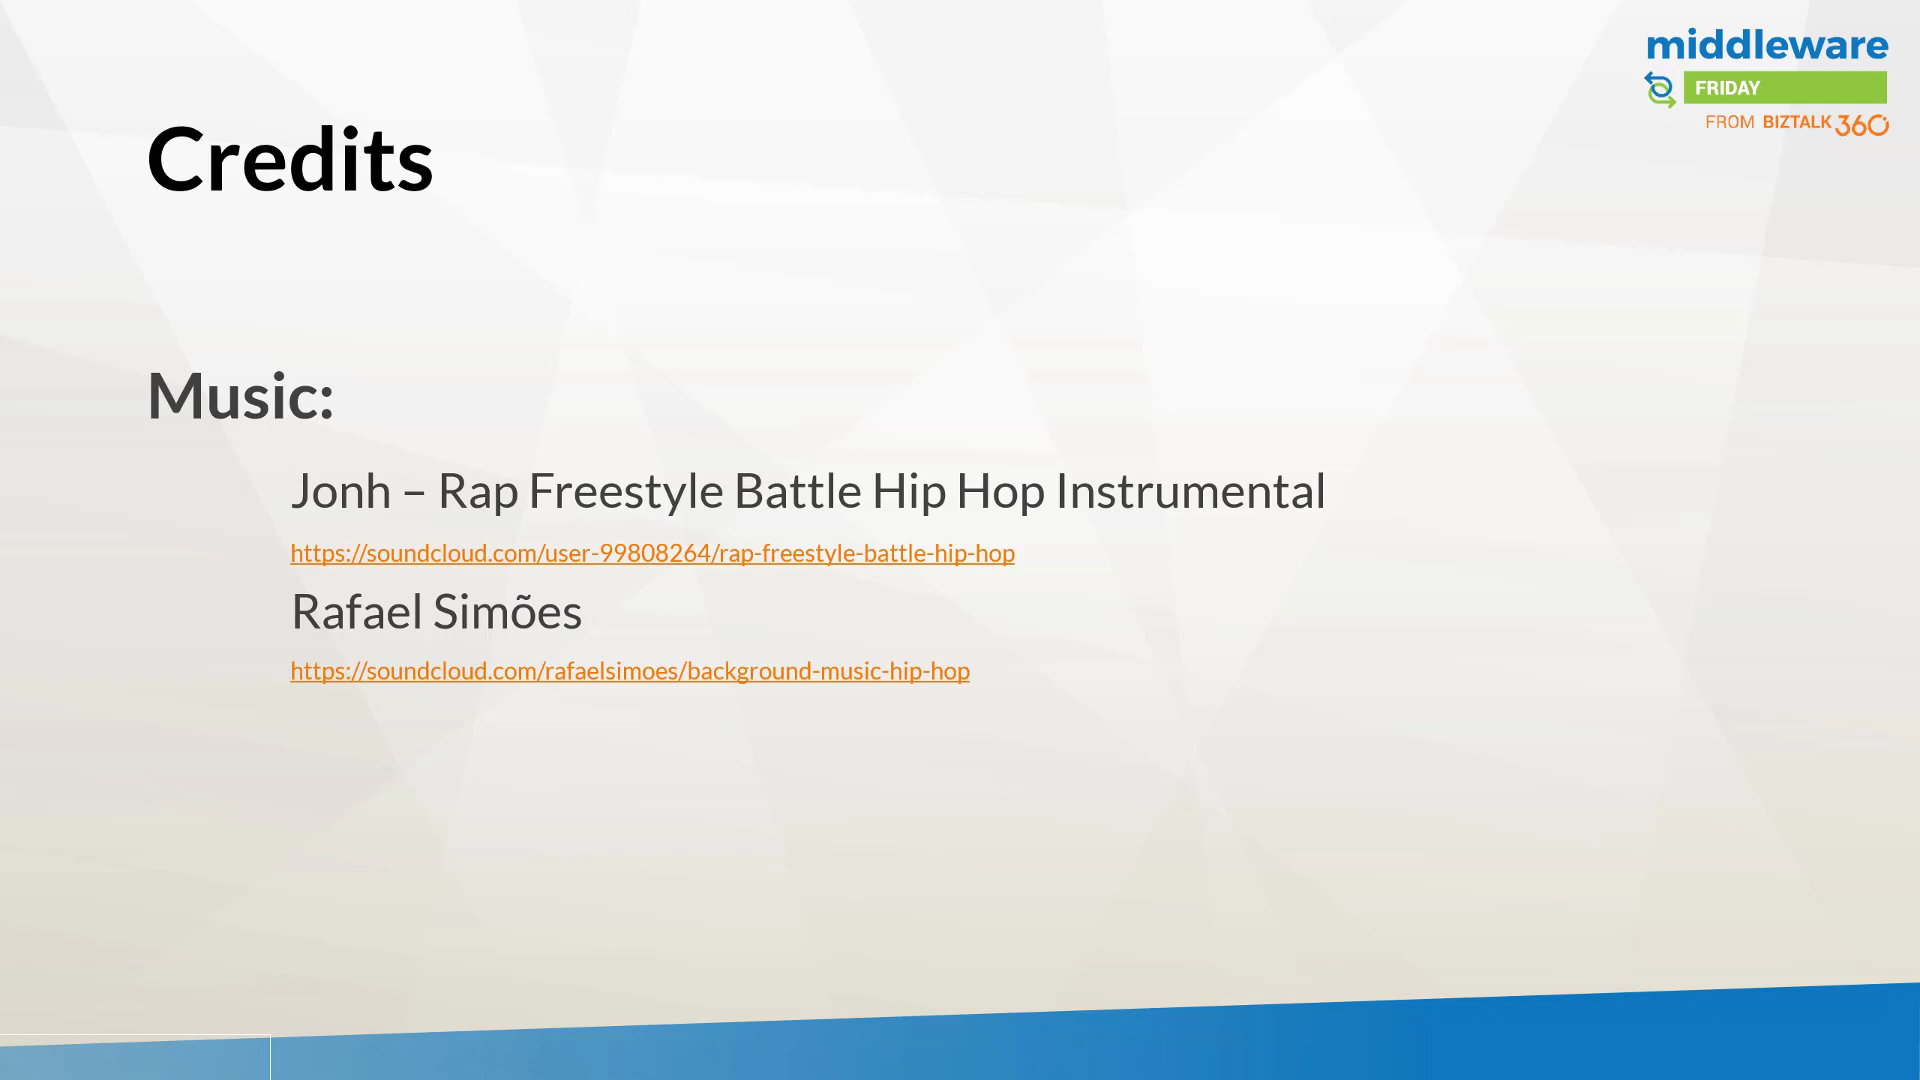 middleware
FRIDAY
FROM BIZTALK 360
Credits
Music:
Jonh – Rap Freestyle Battle Hip Hop Instrumental
https://soundcloud.com/user-99808264/rap-freestyle-battle-hip-hop
Rafael Simões
https://soundcloud.com/rafaelsimoes/background-music-hip-hop